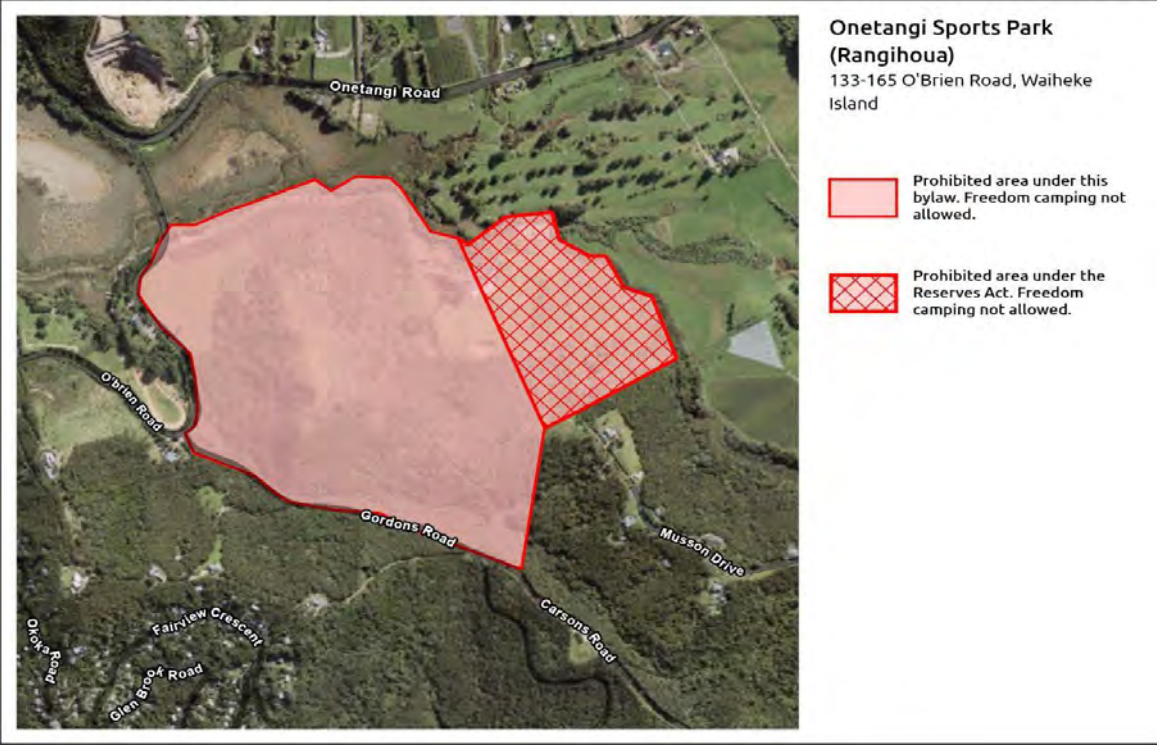 Onetangi Sports Park
(Rangihoua)
133-165 O'Brien Road, Waiheke
Island
Prohibited area under this
bylaw. Freedom camping not
allowed.
Prohibited area under the
Reserves Act. Freedom
camping not allowed.
Onetangi Road
O'brien Road
Gordons Road
Musson Drive
Carsons Road
Fairview Crescent
Okoka Road
Glen Brook Road